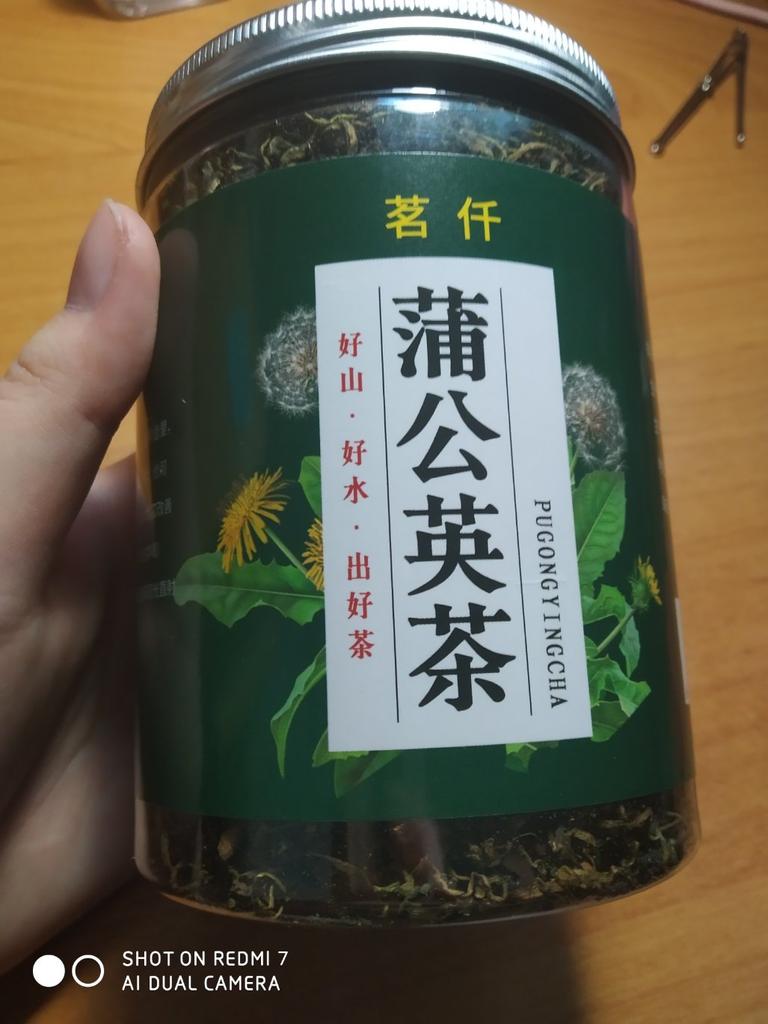 茗仟
蒲公英茶
好山·好水·出好茶
PUGONGYINGCHA
SHOT ON REDMI 7
AI DUAL CAMERA